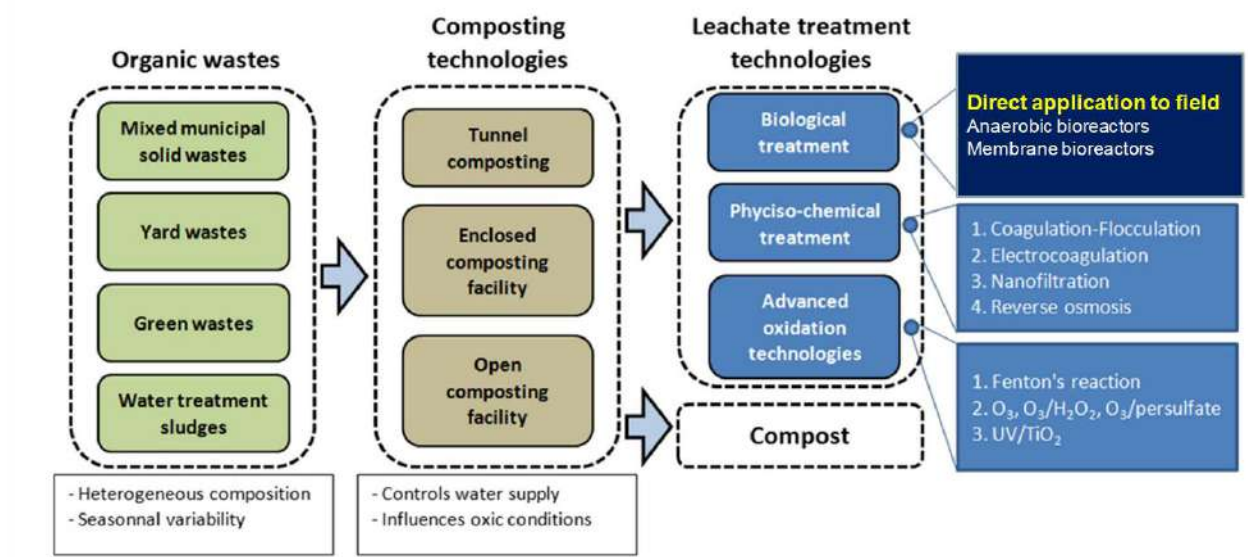 Organic wastes
Mixed municipal
solid wastes
Yard wastes
Green wastes
Water treatment
sludges
- Heterogeneous composition
- Seasonnal variability
Composting
technologies
Tunnel
composting
Enclosed
composting
facility
Open
composting
facility
- Controls water supply
- Influences oxic conditions
Leachate treatment
technologies
Biological
treatment
Phyciso-chemical
treatment
Advanced
oxidation
technologies
Compost
Direct application to field
Anaerobic bioreactors
Membrane bioreactors
1. Coagulation-Flocculation
2. Electrocoagulation
3. Nanofiltration
4. Reverse osmosis
1. Fenton's reaction
2. O₃, O₃/H₂O₂, O₃/persulfate
3. UV/TiO₂